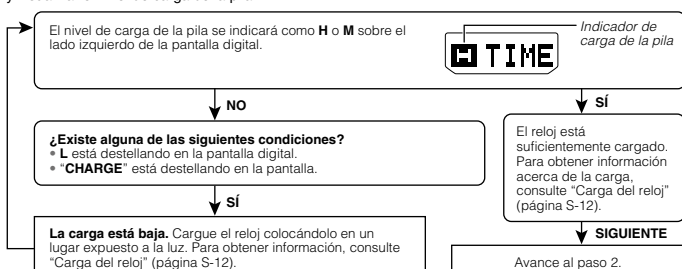 El nivel de carga de la pila se indicará como H o M sobre el
lado izquierdo de la pantalla digital.
H TIME
Indicador de
carga de la pila
NO
SÍ
¿Existe alguna de las siguientes condiciones?
• L está destellando en la pantalla digital.
• “CHARGE” está destellando en la pantalla.
El reloj está
suficientemente cargado.
Para obtener información
acerca de la carga,
consulte “Carga del reloj”
(página S-12).
SÍ
SIGUIENTE
La carga está baja. Cargue el reloj colocándolo en un
lugar expuesto a la luz. Para obtener información, consulte
“Carga del reloj” (página S-12).
Avance al paso 2.